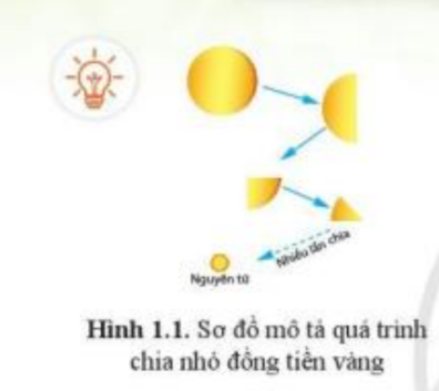 Nhiều lần chia
Nguyên tử
Hình 1.1. Sơ đồ mô tả quá trình
chia nhỏ đồng tiền vàng